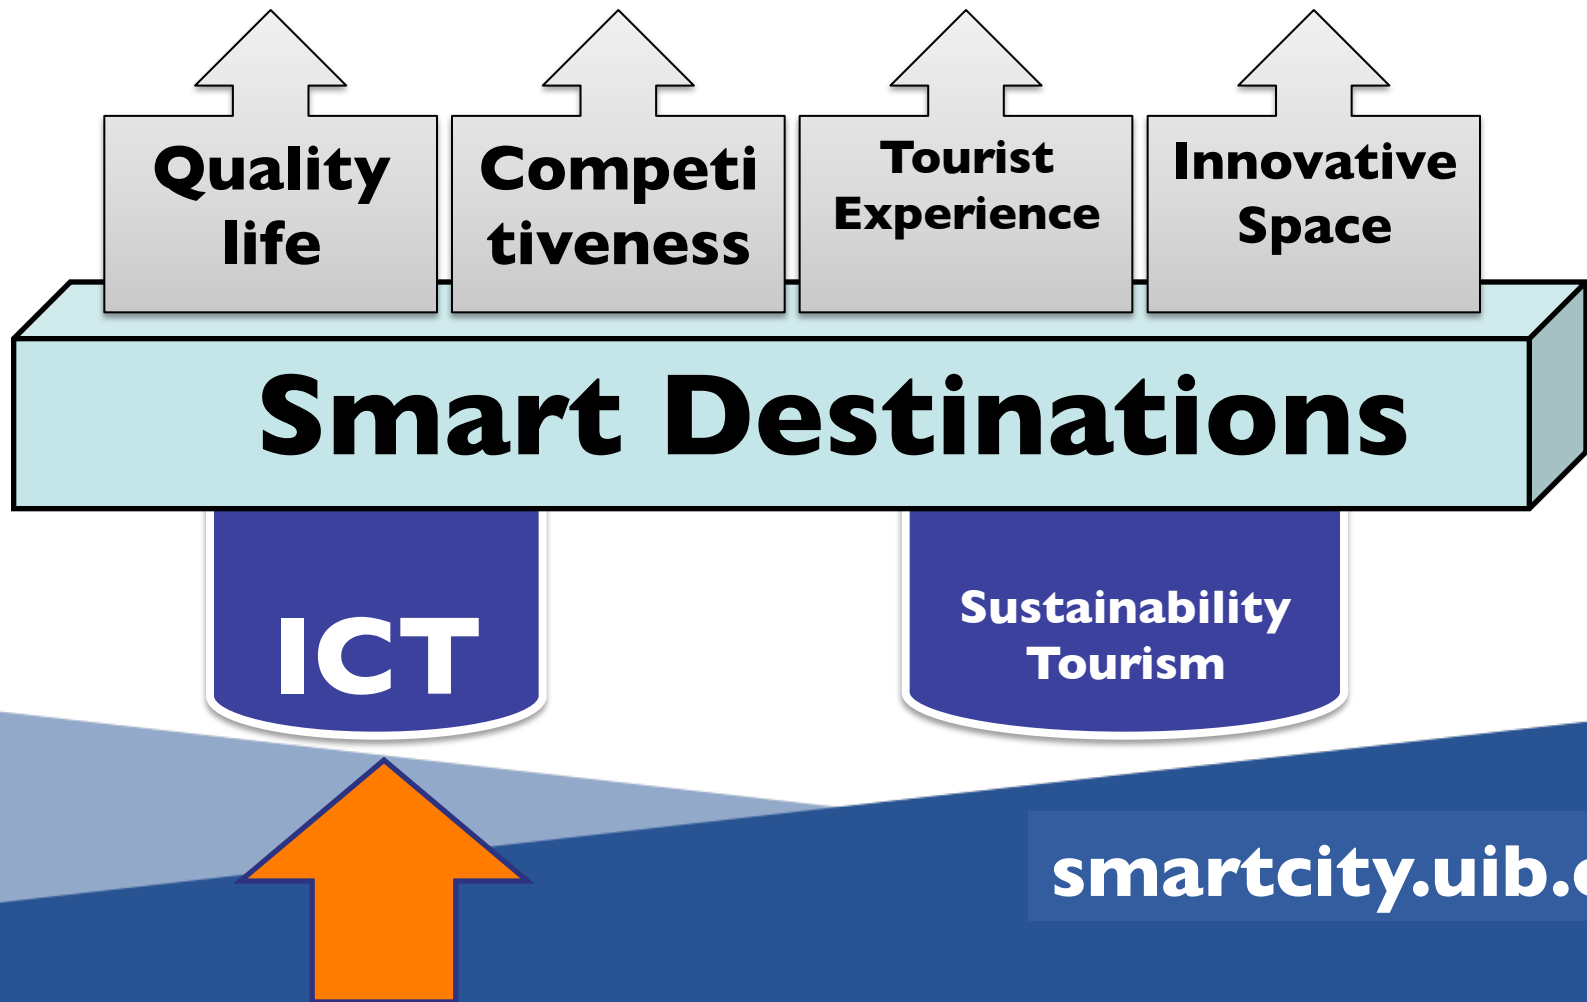 Quality
life
Competi
tiveness
Tourist
Experience
Innovative
Space
Smart Destinations
ICT
Sustainability
Tourism
smartcity.uib.